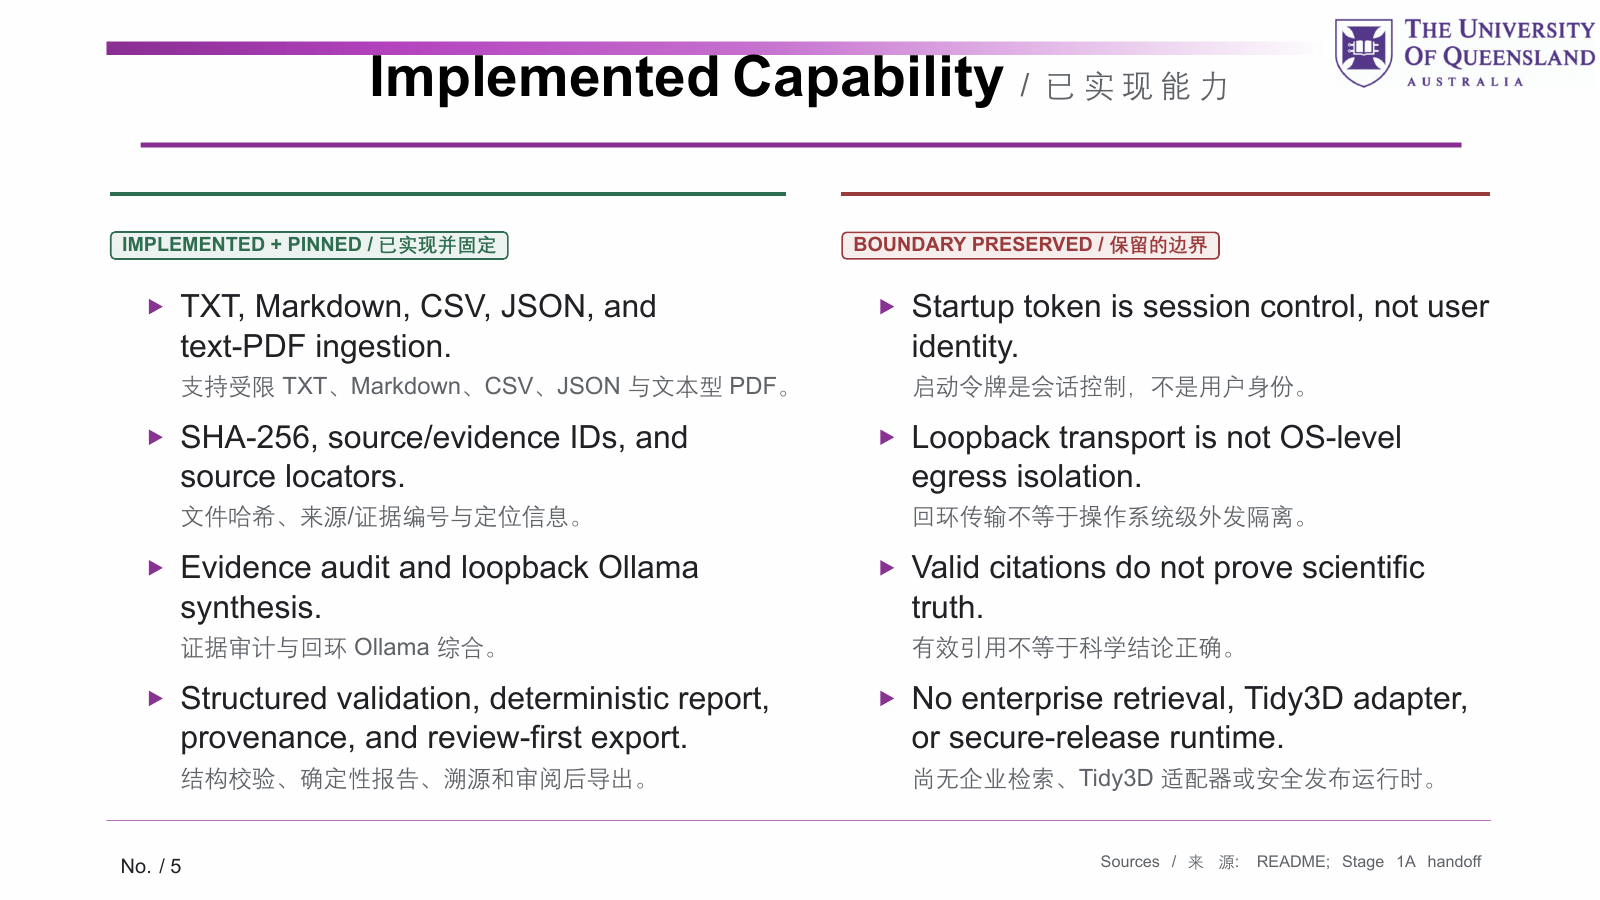 THE UNIVERSITY
OF QUEENSLAND
AUSTRALIA
Implemented Capability / 已实现能力
IMPLEMENTED + PINNED / 已实现并固定
TXT, Markdown, CSV, JSON, and
text-PDF ingestion.
支持受限 TXT、Markdown、CSV、JSON 与文本型 PDF。
SHA-256, source/evidence IDs, and
source locators.
文件哈希、来源/证据编号与定位信息。
Evidence audit and loopback Ollama
synthesis.
证据审计与回环 Ollama 综合。
Structured validation, deterministic report,
provenance, and review-first export.
结构校验、确定性报告、溯源和审阅后导出。
BOUNDARY PRESERVED / 保留的边界
Startup token is session control, not user
identity.
启动令牌是会话控制，不是用户身份。
Loopback transport is not OS-level
egress isolation.
回环传输不等于操作系统级外发隔离。
Valid citations do not prove scientific
truth.
有效引用不等于科学结论正确。
No enterprise retrieval, Tidy3D adapter,
or secure-release runtime.
尚无企业检索、Tidy3D 适配器或安全发布运行时。
No. / 5
Sources / 来 源: README; Stage 1A handoff